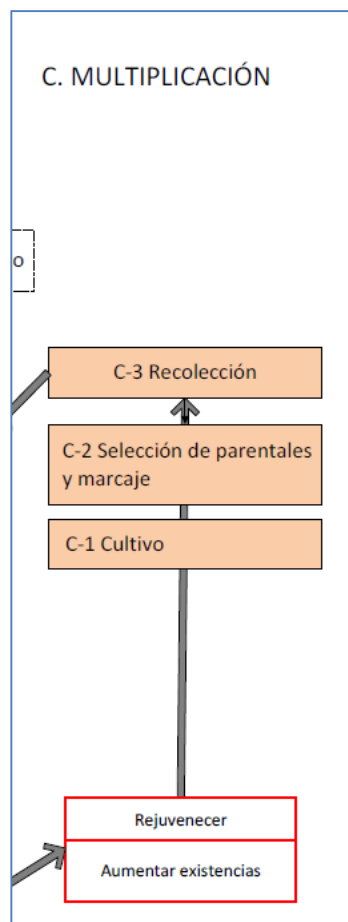 C. MULTIPLICACIÓN
o
C-3 Recolección
C-2 Selección de parentales
y marcaje
C-1 Cultivo
Rejuvenecer
Aumentar existencias